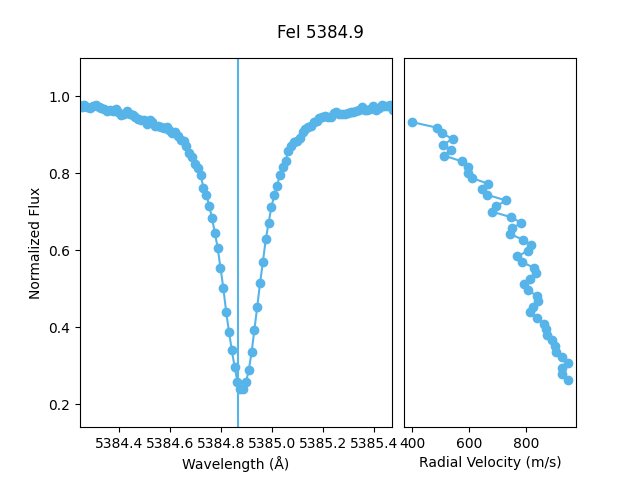 FeI 5384.9
Normalized Flux
1.0
0.8
0.6
0.4
0.2
5384.4 5384.6 5384.8 5385.0 5385.2 5385.4
Wavelength (Å)
400 600 800
Radial Velocity (m/s)